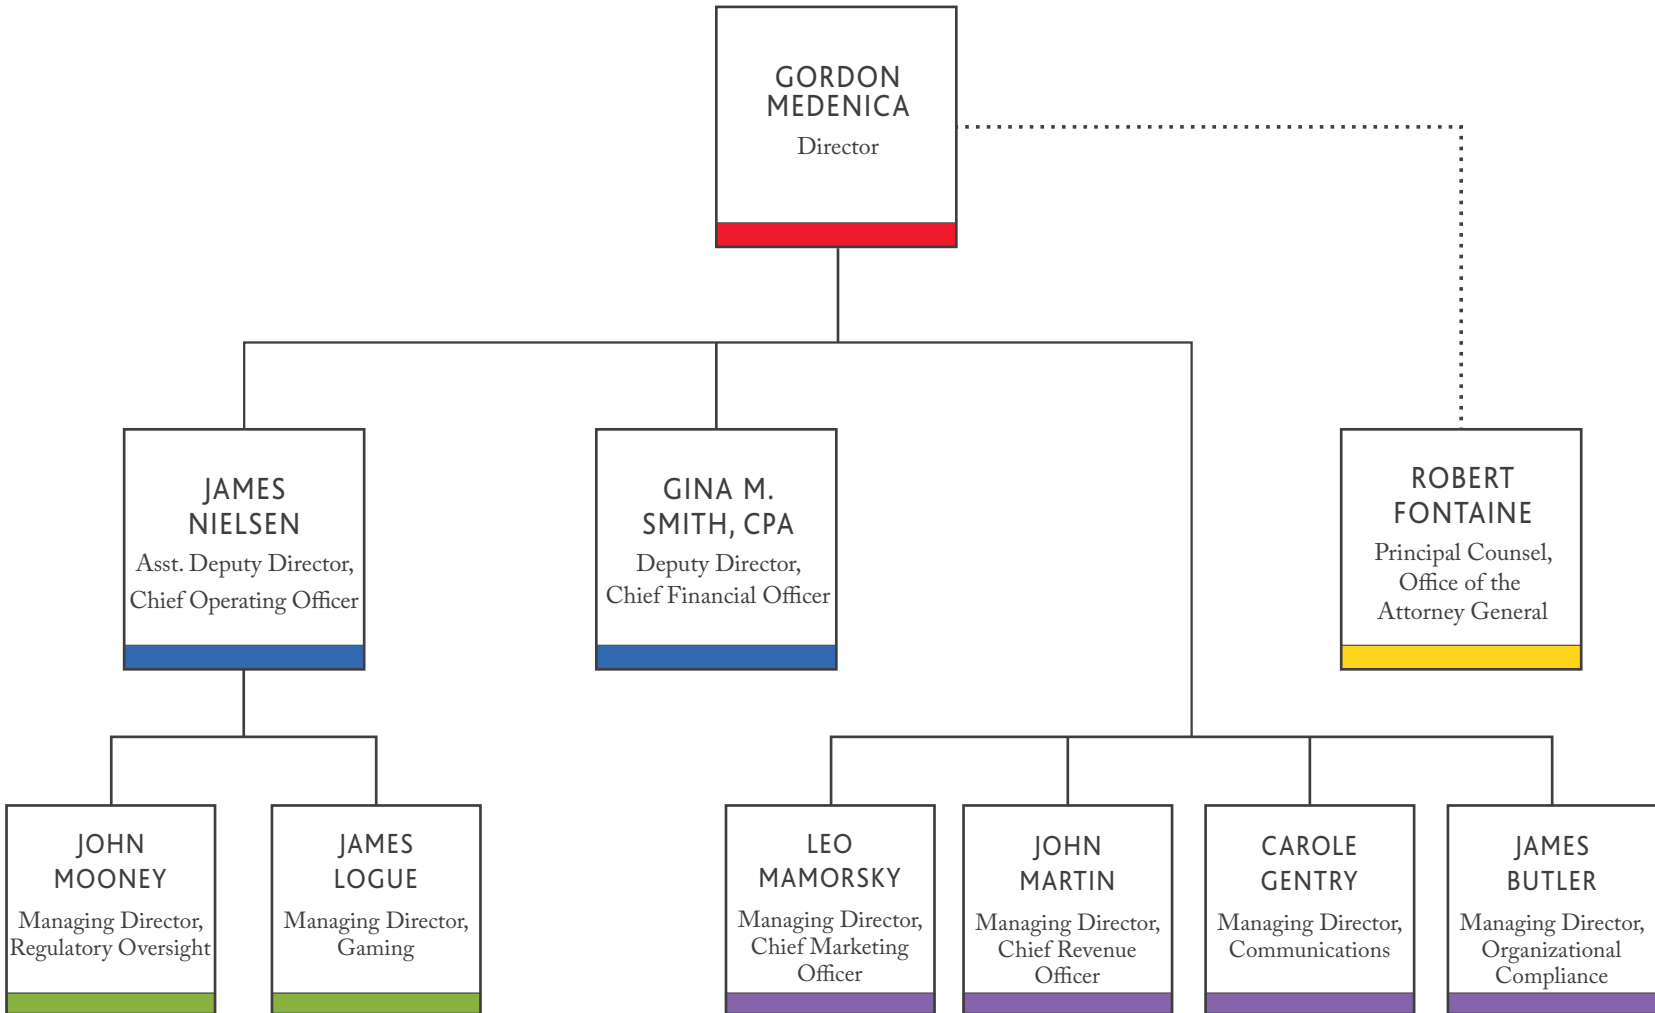 GORDON
MEDENICA
Director
JAMES
NIELSEN
Asst. Deputy Director,
Chief Operating Officer
GINA M.
SMITH, CPA
Deputy Director,
Chief Financial Officer
ROBERT
FONTAINE
Principal Counsel,
Office of the
Attorney General
JOHN
MOONEY
Managing Director,
Regulatory Oversight
JAMES
LOGUE
Managing Director,
Gaming
LEO
MAMORSKY
Managing Director,
Chief Marketing
Officer
JOHN
MARTIN
Managing Director,
Chief Revenue
Officer
CAROLE
GENTRY
Managing Director,
Communications
JAMES
BUTLER
Managing Director,
Organizational
Compliance